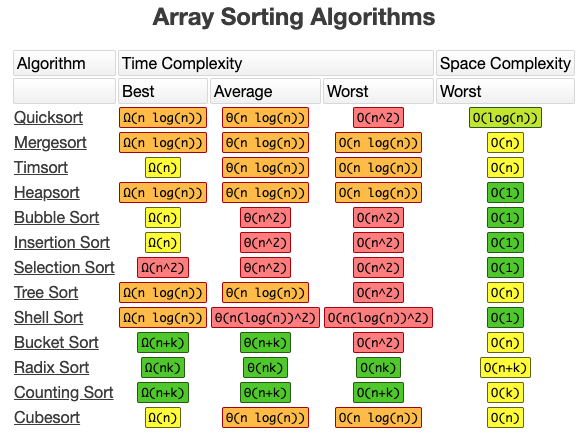 Array Sorting Algorithms
Algorithm Time Complexity Space Complexity
Best Average Worst Worst
Quicksort Ω(n log(n)) Θ(n log(n)) O(n^2) O(log(n))
Mergesort Ω(n log(n)) Θ(n log(n)) O(n log(n)) O(n)
Timsort Ω(n) Θ(n log(n)) O(n log(n)) O(n)
Heapsort Ω(n log(n)) Θ(n log(n)) O(n log(n)) O(1)
Bubble Sort Ω(n) Θ(n^2) O(n^2) O(1)
Insertion Sort Ω(n) Θ(n^2) O(n^2) O(1)
Selection Sort Ω(n^2) Θ(n^2) O(n^2) O(1)
Tree Sort Ω(n log(n)) Θ(n log(n)) O(n^2) O(n)
Shell Sort Ω(n log(n)) Θ(n(log(n))^2) O(n(log(n))^2) O(1)
Bucket Sort Ω(n+k) Θ(n+k) O(n^2) O(n)
Radix Sort Ω(nk) Θ(nk) O(nk) O(n+k)
Counting Sort Ω(n+k) Θ(n+k) O(n+k) O(k)
Cubesort Ω(n) Θ(n log(n)) O(n log(n)) O(n)